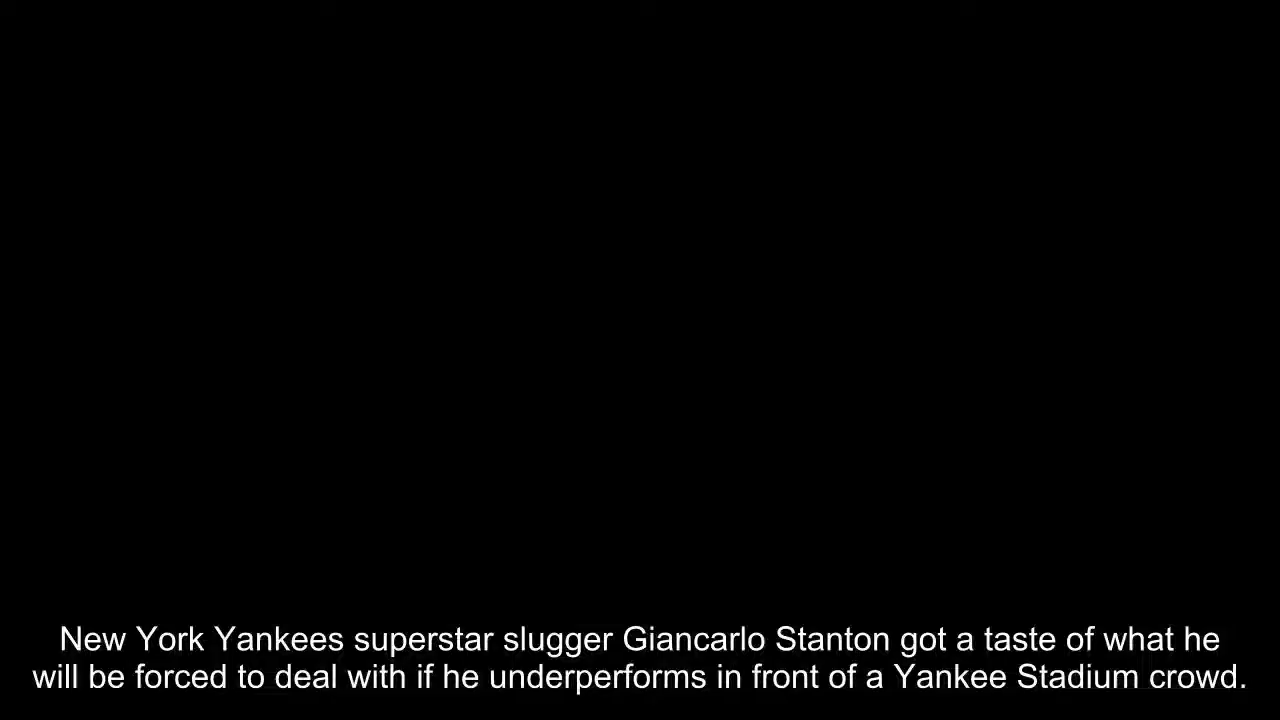 New York Yankees superstar slugger Giancarlo Stanton got a taste of what he
will be forced to deal with if he underperforms in front of a Yankee Stadium crowd.